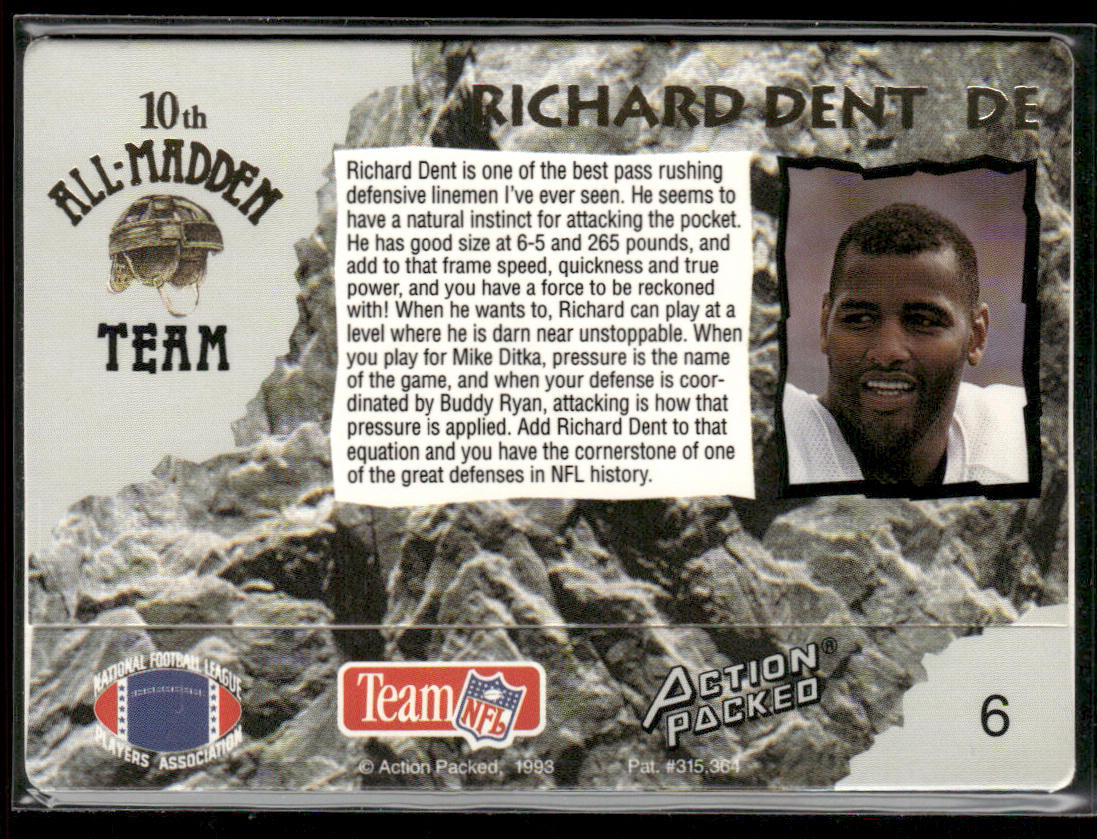 10th
ALL-MADDEN
TEAM
RICHARD DENT DE
Richard Dent is one of the best pass rushing
defensive linemen I've ever seen. He seems to
have a natural instinct for attacking the pocket.
He has good size at 6-5 and 265 pounds, and
add to that frame speed, quickness and true
power, and you have a force to be reckoned
with! When he wants to, Richard can play at a
level where he is darn near unstoppable. When
you play for Mike Ditka, pressure is the name
of the game, and when your defense is coor-
dinated by Buddy Ryan, attacking is how that
pressure is applied. Add Richard Dent to that
equation and you have the cornerstone of one
of the great defenses in NFL history.
NATIONAL FOOTBALL LEAGUE
PLAYERS ASSOCIATION
Team NFL
ACTION
PACKED®
6
© Action Packed, 1993 Pat. #315,364